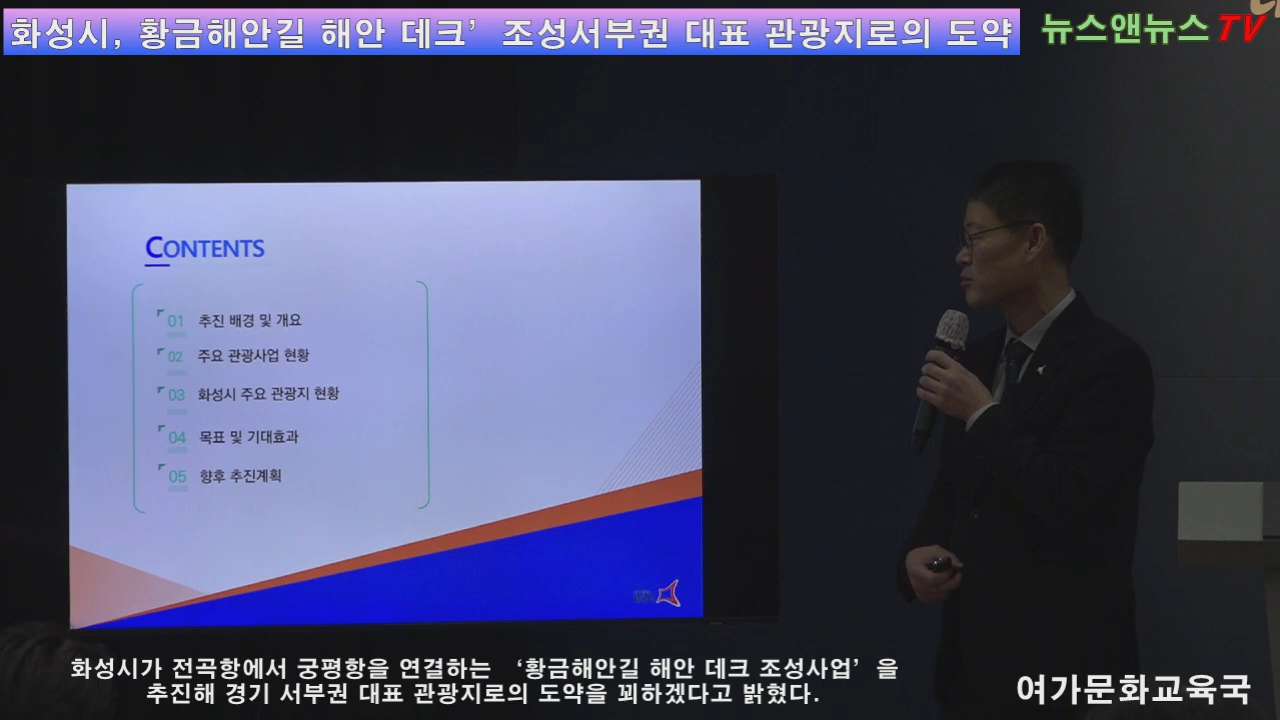 화성시, 황금해안길 해안 데크’ 조성서부권 대표 관광지로의 도약
뉴스앤뉴스TV
CONTENTS
01 추진 배경 및 개요
02 주요 관광사업 현황
03 화성시 주요 관광지 현황
04 목표 및 기대효과
05 향후 추진계획
화성시가 전곡항에서 궁평항을 연결하는 ‘황금해안길 해안 데크 조성사업’을
추진해 경기 서부권 대표 관광지로의 도약을 꾀하겠다고 밝혔다.
여가문화교육국